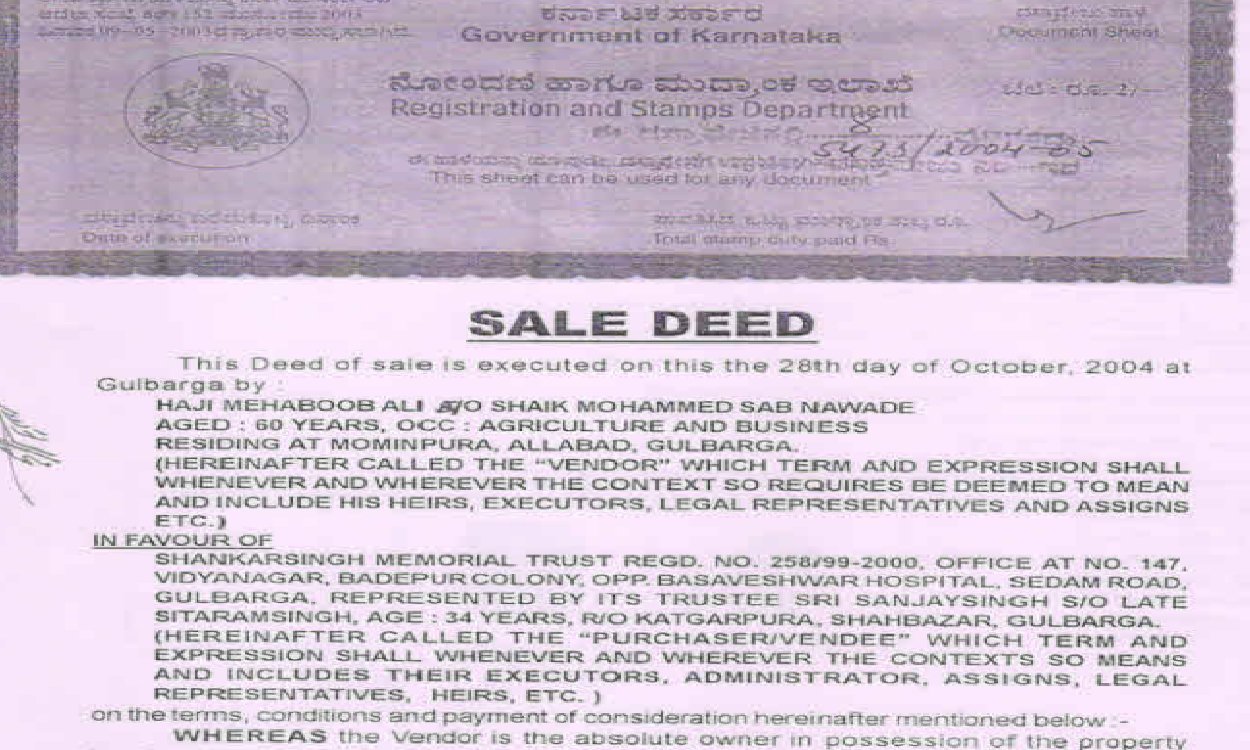 ಕರ್ನಾಟಕ ಸರ್ಕಾರ
Government of Karnataka
Document Sheet
ನೋಂದಣಿ ಹಾಗೂ ಮುದ್ರಾಂಕ ಇಲಾಖೆ
Registration and Stamps Department
5473/2004-05
This sheet can be used for any document
Date of execution
Total stamp duty paid Rs.
SALE DEED
This Deed of sale is executed on this the 28th day of October, 2004 at
Gulbarga by :
HAJI MEHABOOB ALI S/O SHAIK MOHAMMED SAB NAWADE
AGED : 60 YEARS, OCC : AGRICULTURE AND BUSINESS
RESIDING AT MOMINPURA, ALLABAD, GULBARGA.
(HEREINAFTER CALLED THE “VENDOR” WHICH TERM AND EXPRESSION SHALL
WHENEVER AND WHEREVER THE CONTEXT SO REQUIRES BE DEEMED TO MEAN
AND INCLUDE HIS HEIRS, EXECUTORS, LEGAL REPRESENTATIVES AND ASSIGNS
ETC.)
IN FAVOUR OF
SHANKARSINGH MEMORIAL TRUST REGD. NO. 258/99-2000, OFFICE AT NO. 147,
VIDYANAGAR, BADEPUR COLONY, OPP. BASAVESHWAR HOSPITAL, SEDAM ROAD,
GULBARGA, REPRESENTED BY ITS TRUSTEE SRI SANJAYSINGH S/O LATE
SITARAMSINGH, AGE : 34 YEARS, R/O KATGARPURA, SHAHBAZAR, GULBARGA.
(HEREINAFTER CALLED THE “PURCHASER/VENDEE” WHICH TERM AND
EXPRESSION SHALL WHENEVER AND WHEREVER THE CONTEXTS SO MEANS
AND INCLUDES THEIR EXECUTORS, ADMINISTRATOR, ASSIGNS, LEGAL
REPRESENTATIVES, HEIRS, ETC. )
on the terms, conditions and payment of consideration hereinafter mentioned below :-
WHEREAS the Vendor is the absolute owner in possession of the property